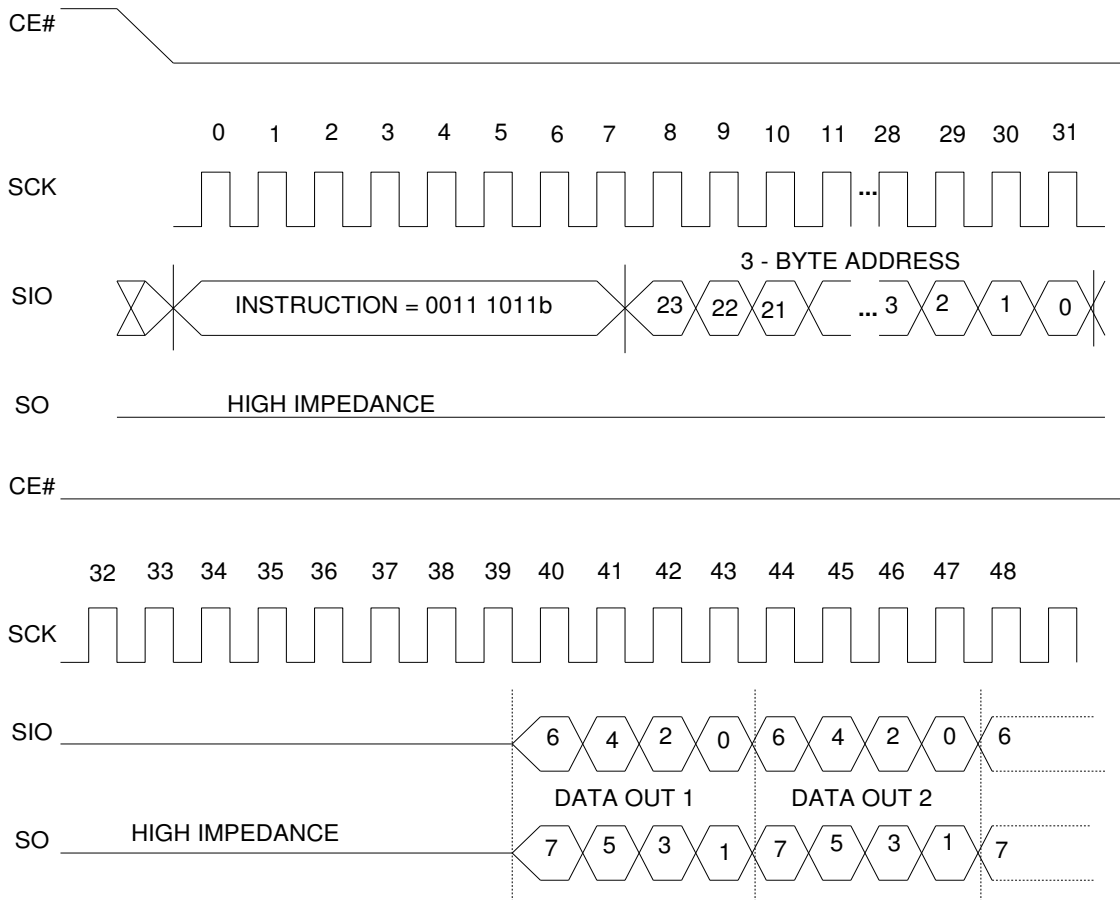 CE#
0 1 2 3 4 5 6 7 8 9 10 11 28 29 30 31
SCK ...
3 - BYTE ADDRESS
SIO INSTRUCTION = 0011 1011b 23 22 21 ... 3 2 1 0
SO HIGH IMPEDANCE
CE#
32 33 34 35 36 37 38 39 40 41 42 43 44 45 46 47 48
SCK
SIO 6 4 2 0 6 4 2 0 6
DATA OUT 1 DATA OUT 2
SO HIGH IMPEDANCE 7 5 3 1 7 5 3 1 7